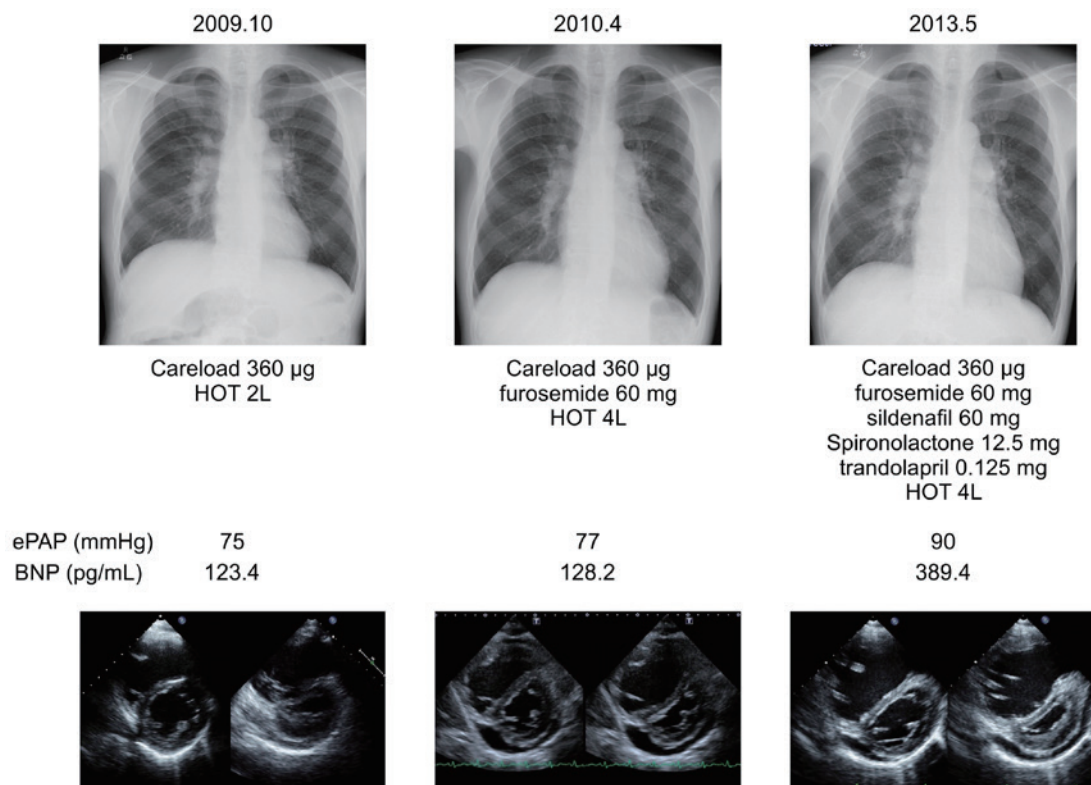 2009.10
2010.4
2013.5
Careload 360 µg
HOT 2L
Careload 360 µg
furosemide 60 mg
HOT 4L
Careload 360 µg
furosemide 60 mg
sildenafil 60 mg
Spironolactone 12.5 mg
trandolapril 0.125 mg
HOT 4L
ePAP (mmHg) 75 77 90
BNP (pg/mL) 123.4 128.2 389.4